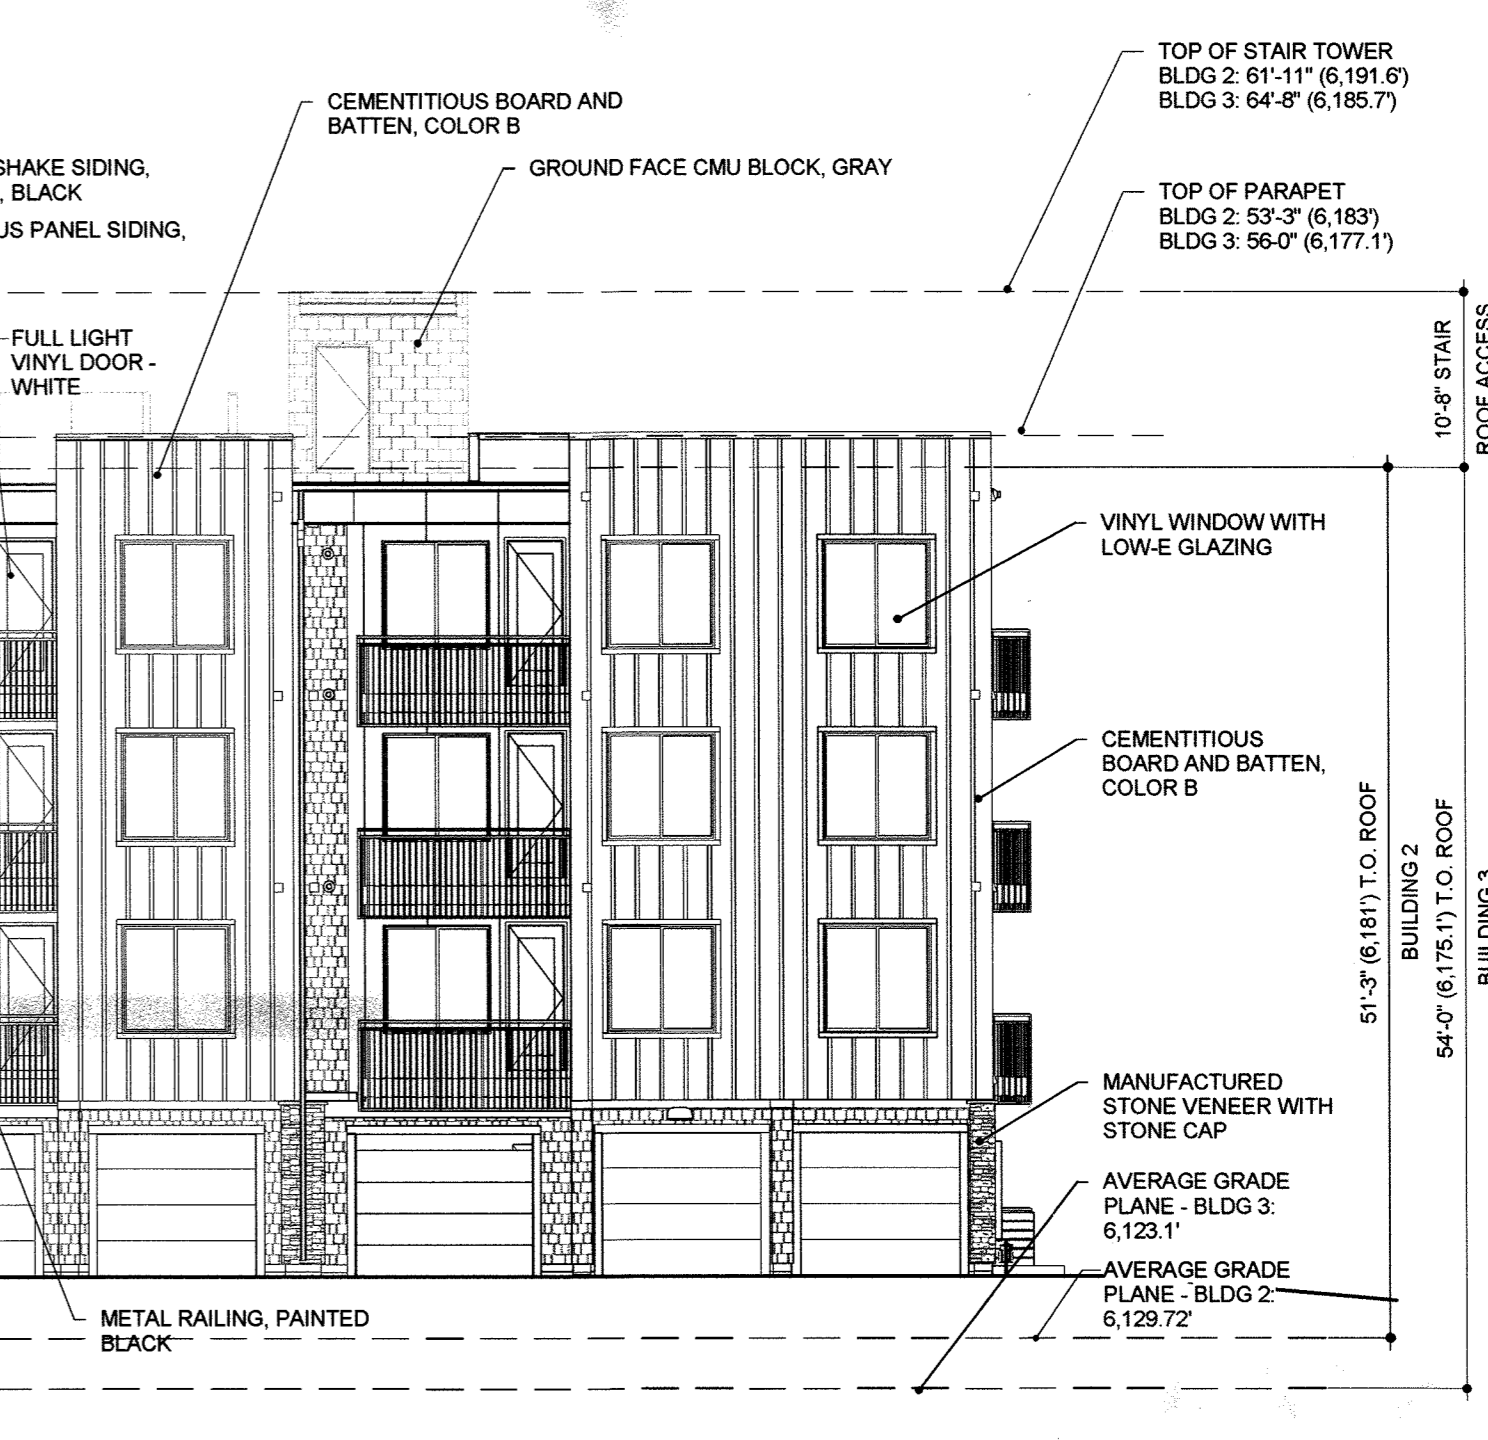 TOP OF STAIR TOWER
BLDG 2: 61'-11" (6,191.6')
BLDG 3: 64'-8" (6,185.7')
CEMENTITIOUS BOARD AND
BATTEN, COLOR B
SHAKE SIDING,
, BLACK
US PANEL SIDING,
GROUND FACE CMU BLOCK, GRAY
TOP OF PARAPET
BLDG 2: 53'-3" (6,183')
BLDG 3: 56-0" (6,177.1')
FULL LIGHT
VINYL DOOR -
WHITE
10'-8" STAIR
ROOF ACCESS
VINYL WINDOW WITH
LOW-E GLAZING
CEMENTITIOUS
BOARD AND BATTEN,
COLOR B
51'-3" (6,181') T.O. ROOF
BUILDING 2
54'-0" (6,175.1') T.O. ROOF
BUILDING 3
MANUFACTURED
STONE VENEER WITH
STONE CAP
AVERAGE GRADE
PLANE - BLDG 3:
6,123.1'
AVERAGE GRADE
PLANE - BLDG 2:
6,129.72'
METAL RAILING, PAINTED
BLACK